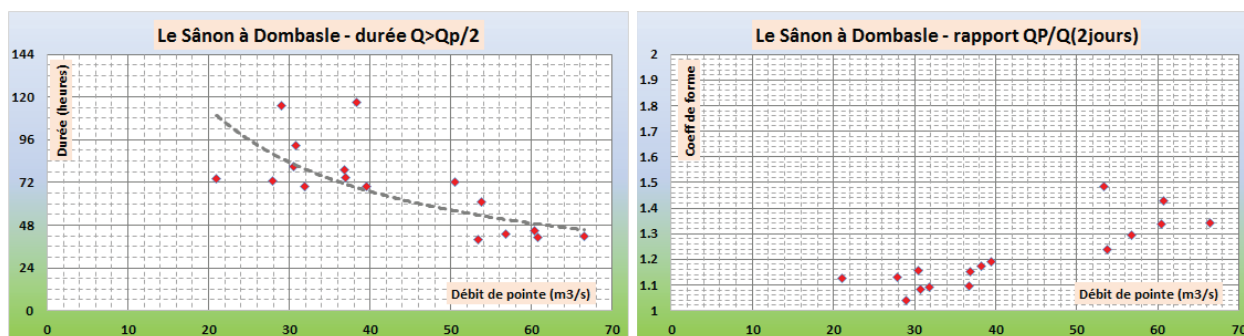 Le Sânon à Dombasle - durée Q>Qp/2
144
120
96
72
48
24
0
Durée (heures)
Débit de pointe (m3/s)
0 10 20 30 40 50 60 70
Le Sânon à Dombasle - rapport QP/Q(2jours)
2
1.9
1.8
1.7
1.6
1.5
1.4
1.3
1.2
1.1
1
Coeff de forme
Débit de pointe (m3/s)
0 10 20 30 40 50 60 70